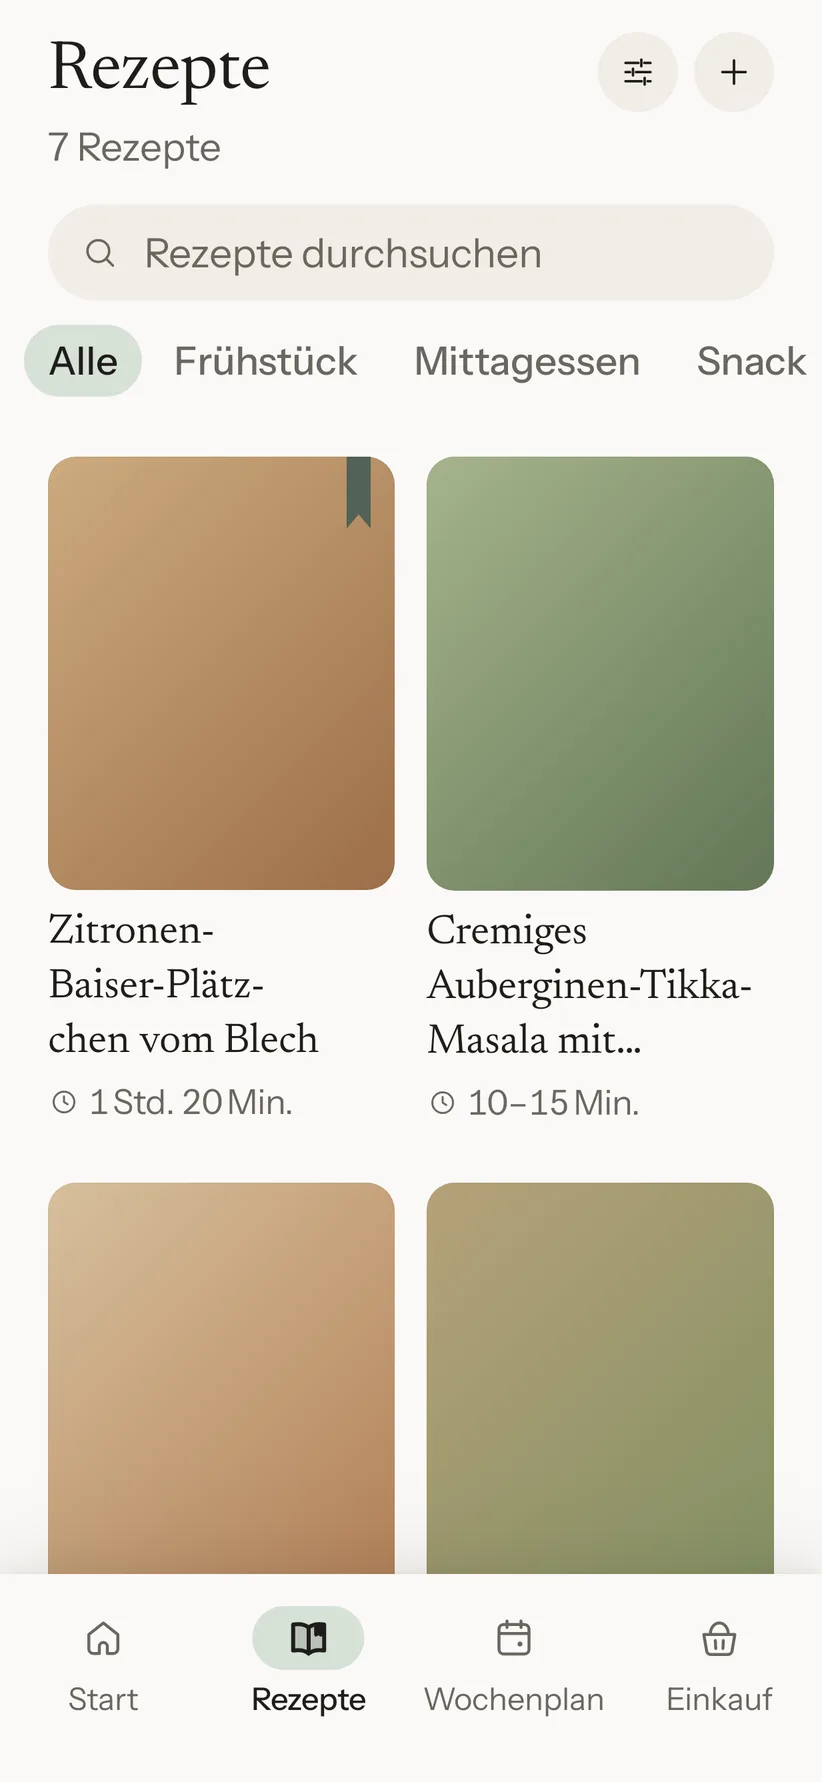 Rezepte
7 Rezepte
Rezepte durchsuchen
Alle Frühstück Mittagessen Snack
Zitronen-
Baiser-Plätz-
chen vom Blech
1 Std. 20 Min.
Cremiges
Auberginen-Tikka-
Masala mit...
10–15 Min.
Start Rezepte Wochenplan Einkauf